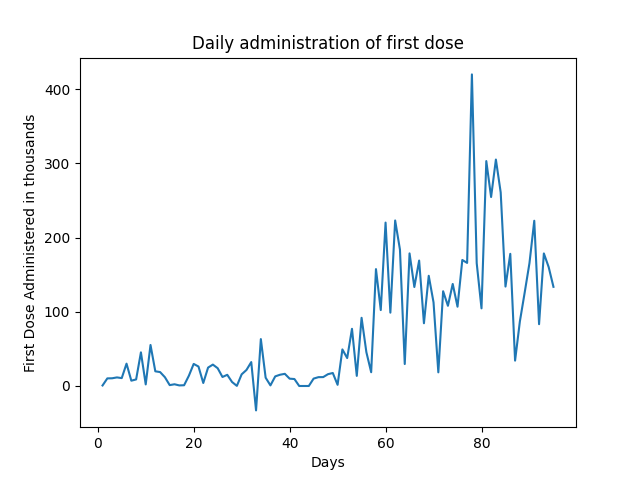 Daily administration of first dose
First Dose Administered in thousands
400
300
200
100
0
0 20 40 60 80
Days